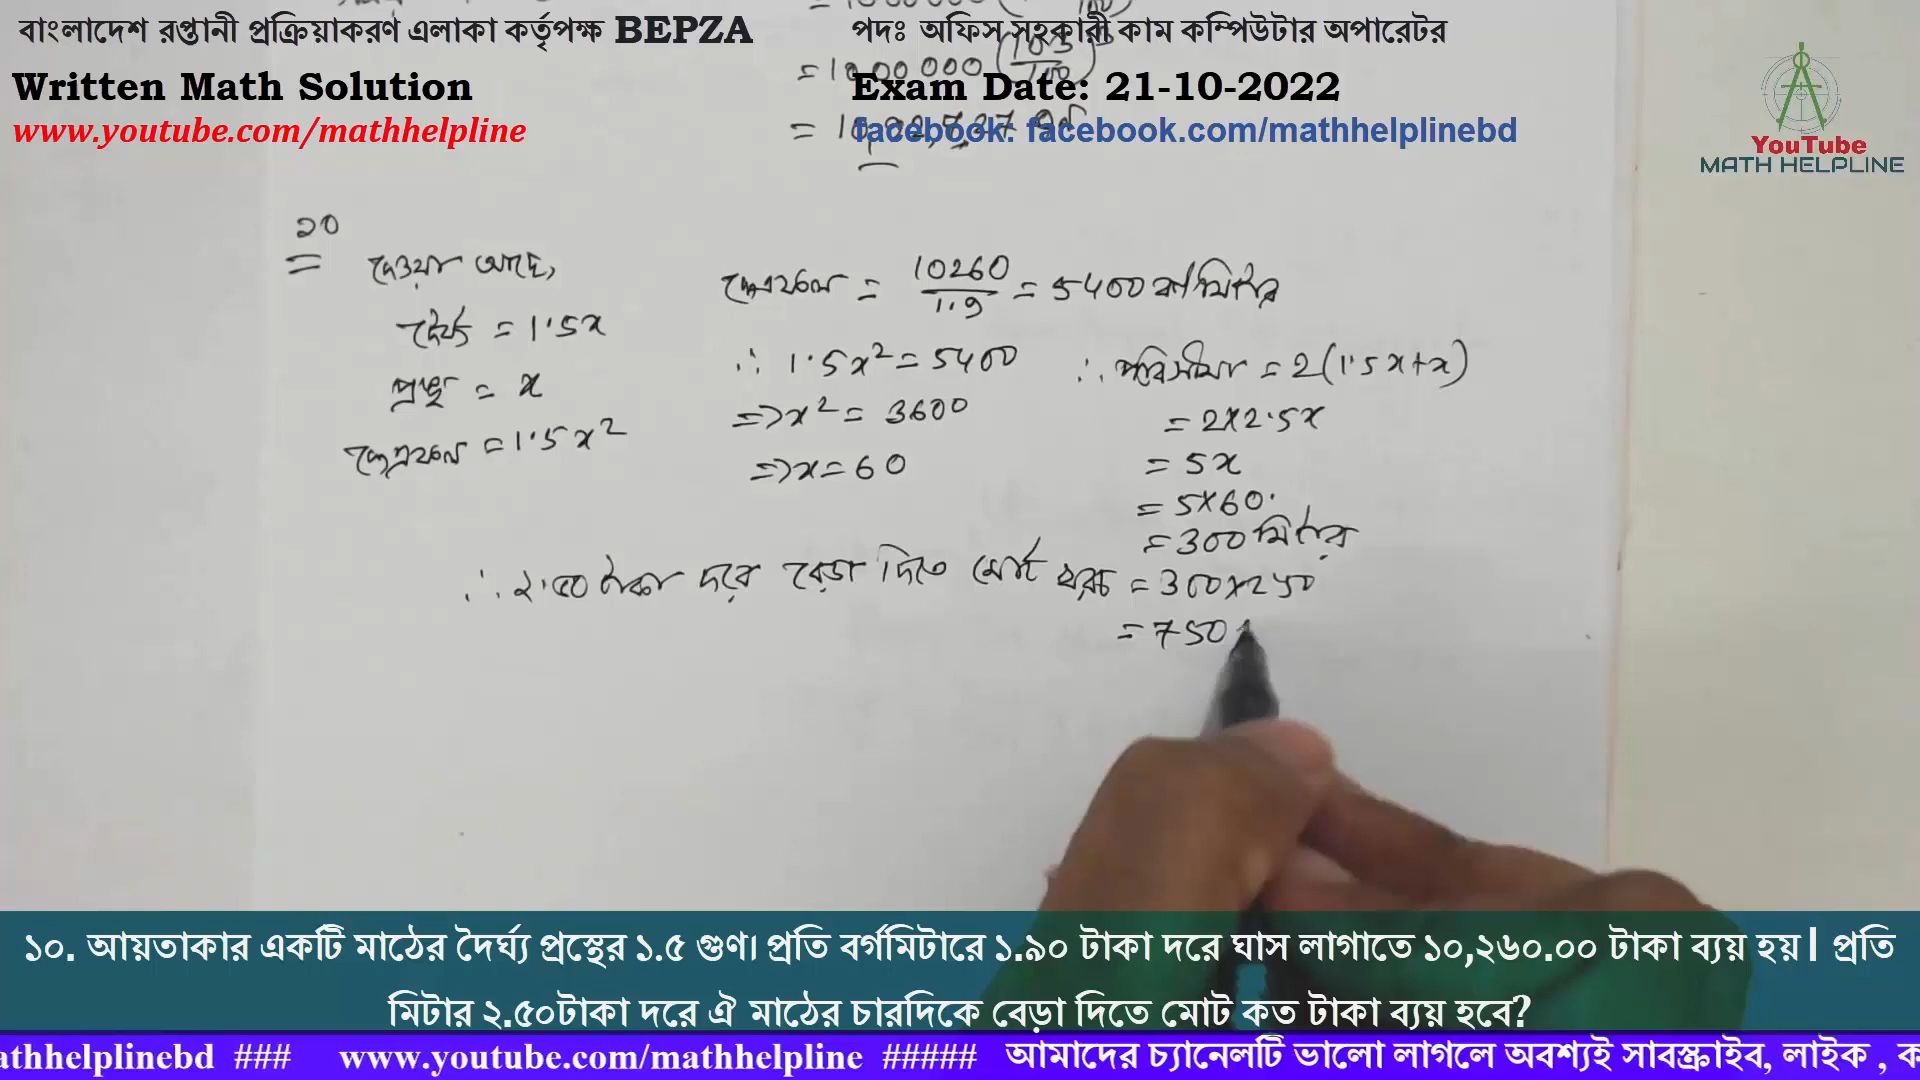 বাংলাদেশ রপ্তানী প্রক্রিয়াকরণ এলাকা কর্তৃপক্ষ BEPZA
পদঃ অফিস সহকারী কাম কম্পিউটার অপারেটর
Written Math Solution
Exam Date: 21-10-2022
www.youtube.com/mathhelpline
facebook: facebook.com/mathhelplinebd
YouTube
MATH HELPLINE
১০
দেওয়া আছে,
দৈর্ঘ্য = 1.5x
প্রস্থ = x
ক্ষেত্রফল = 1.5x²
ক্ষেত্রফল = 10260/1.9 = 5400 বর্গমিটার
∴ 1.5x² = 5400
=> x² = 3600
=> x = 60
∴ পরিসীমা = 2(1.5x+x)
= 2×2.5x
= 5x
= 5×60
= 300 মিটার
∴ ২.৫০ টাকা দরে বেড়া দিতে মোট খরচ = 300×2.50
= 750
১০. আয়তাকার একটি মাঠের দৈর্ঘ্য প্রস্থের ১.৫ গুণ। প্রতি বর্গমিটারে ১.৯০ টাকা দরে ঘাস লাগাতে ১০,২৬০.০০ টাকা ব্যয় হয়। প্রতি
মিটার ২.৫০টাকা দরে ঐ মাঠের চারদিকে বেড়া দিতে মোট কত টাকা ব্যয় হবে?
athhelplinebd ### www.youtube.com/mathhelpline ##### আমাদের চ্যানেলটি ভালো লাগলে অবশ্যই সাবস্ক্রাইব, লাইক , ক